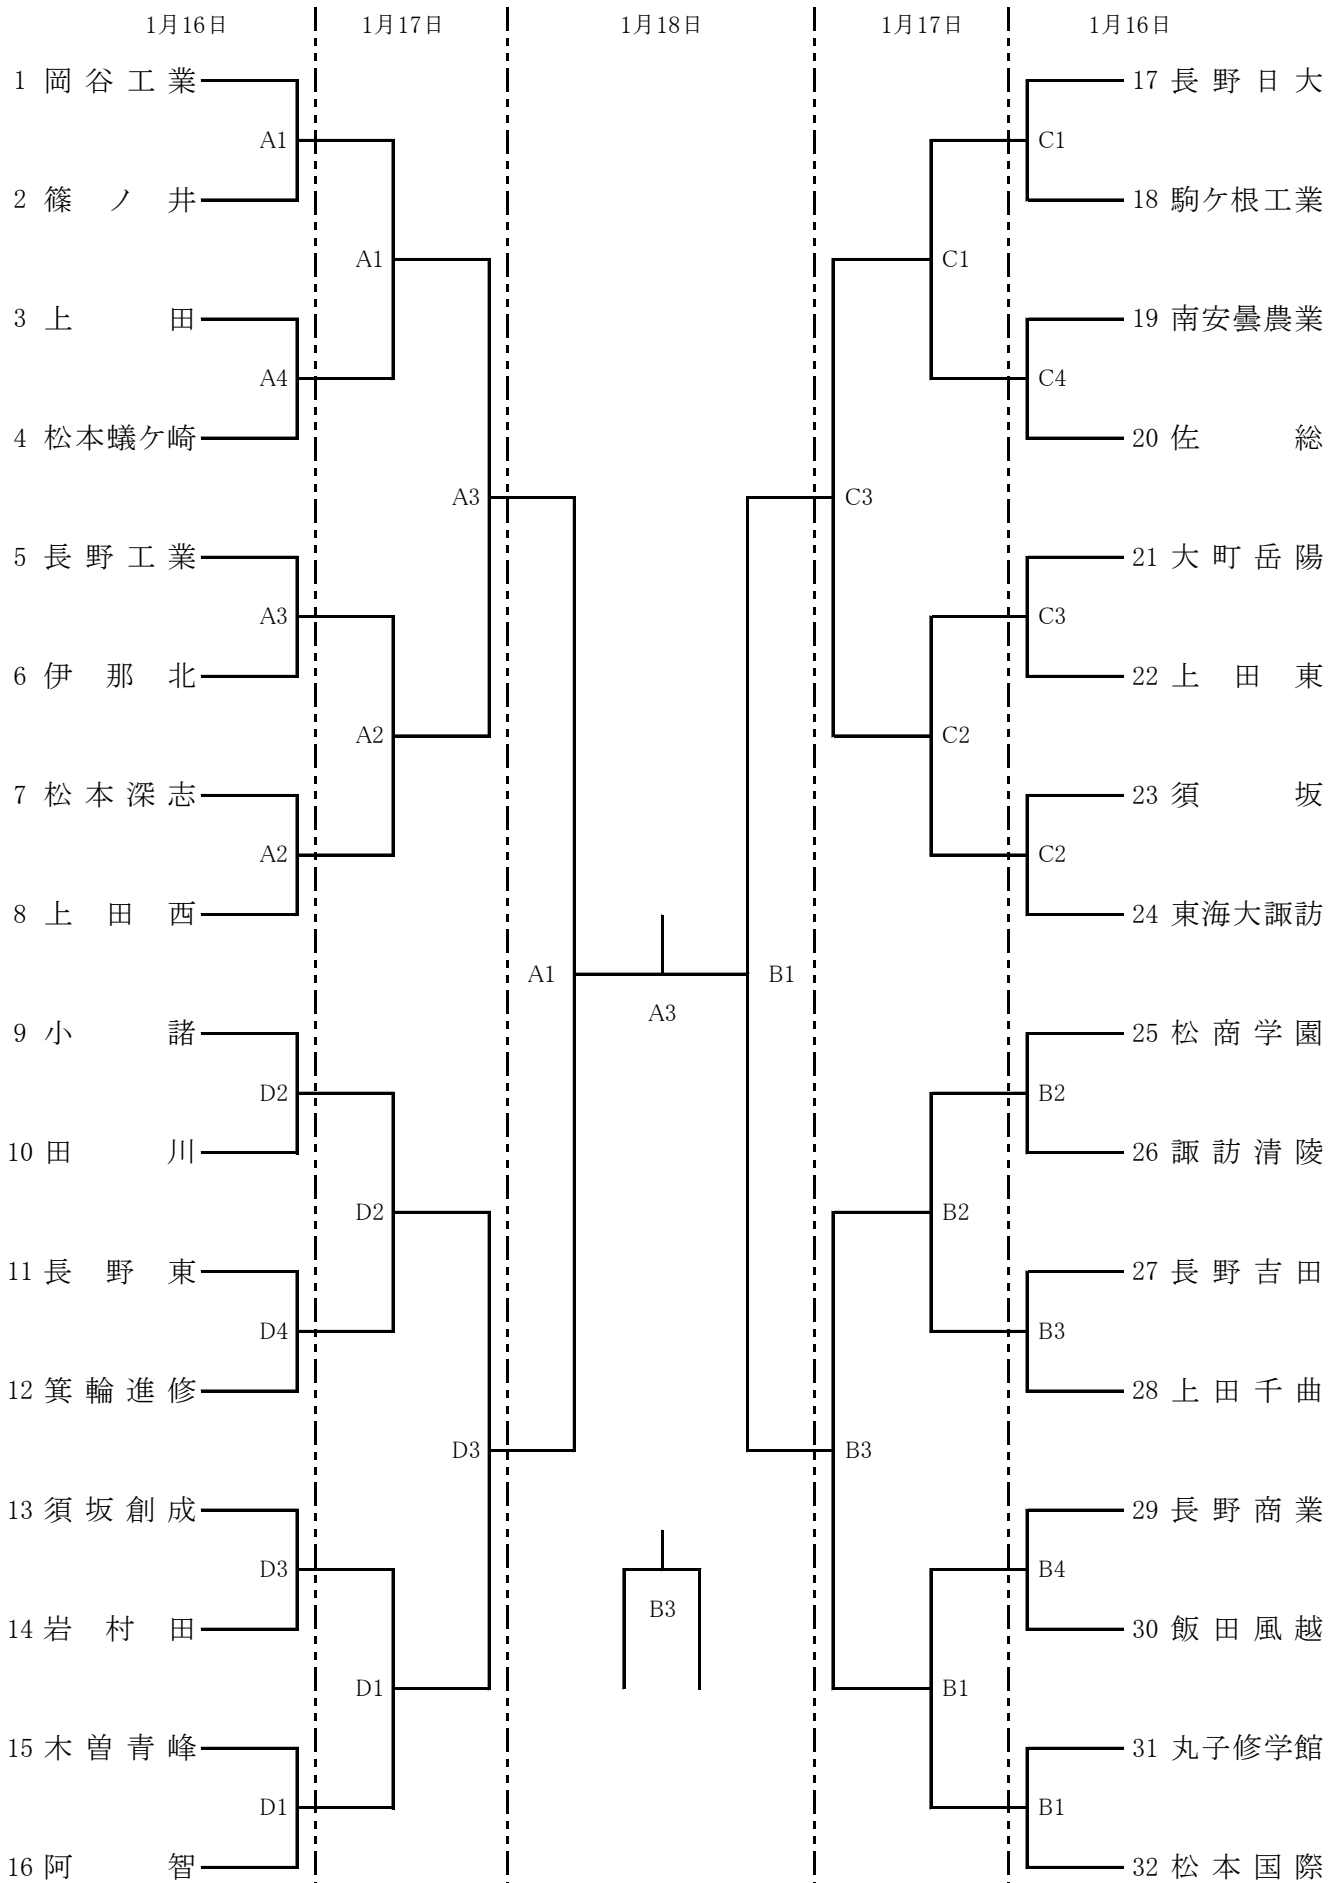 1月16日 1月17日 1月18日 1月17日 1月16日
1 岡谷工業 17 長野日大
A1 C1
2 篠ノ井 18 駒ケ根工業
A1 C1
3 上田 19 南安曇農業
A4 C4
4 松本蟻ケ崎 20 佐総
A3 C3
5 長野工業 21 大町岳陽
A3 C3
6 伊那北 22 上田東
A2 C2
7 松本深志 23 須坂
A2 C2
8 上田西 24 東海大諏訪
A1 B1
A3
9 小諸 25 松商学園
D2 B2
10 田川 26 諏訪清陵
D2 B2
11 長野東 27 長野吉田
D4 B3
12 箕輪進修 28 上田千曲
D3 B3
13 須坂創成 29 長野商業
D3 B4
B3
14 岩村田 30 飯田風越
D1 B1
15 木曽青峰 31 丸子修学館
D1 B1
16 阿智 32 松本国際